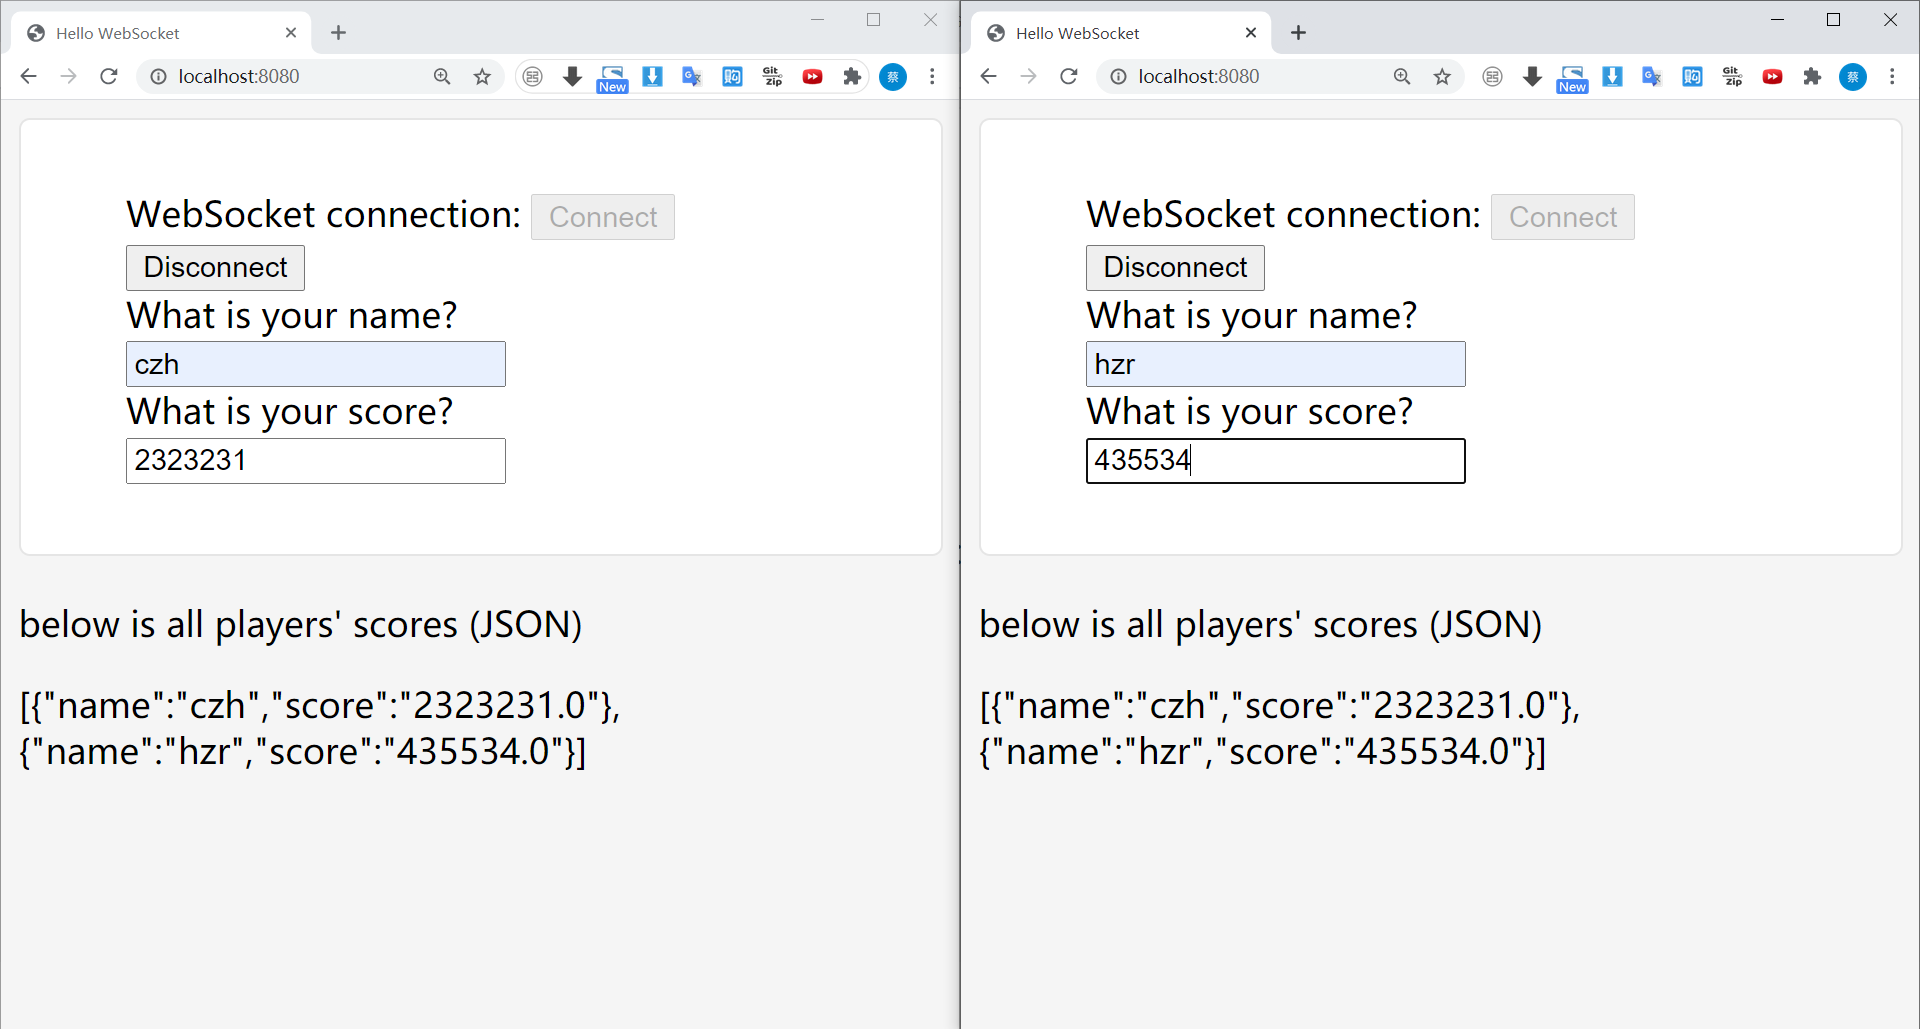 Hello WebSocket
localhost:8080
New
Git
Zip
购
蔡
WebSocket connection: Connect
Disconnect
What is your name?
czh
What is your score?
2323231
below is all players' scores (JSON)
[{"name":"czh","score":"2323231.0"},
{"name":"hzr","score":"435534.0"}]
Hello WebSocket
localhost:8080
New
Git
Zip
购
蔡
WebSocket connection: Connect
Disconnect
What is your name?
hzr
What is your score?
435534
below is all players' scores (JSON)
[{"name":"czh","score":"2323231.0"},
{"name":"hzr","score":"435534.0"}]